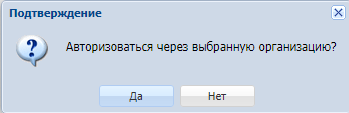 Подтверждение
Авторизоваться через выбранную организацию?
Да
Нет